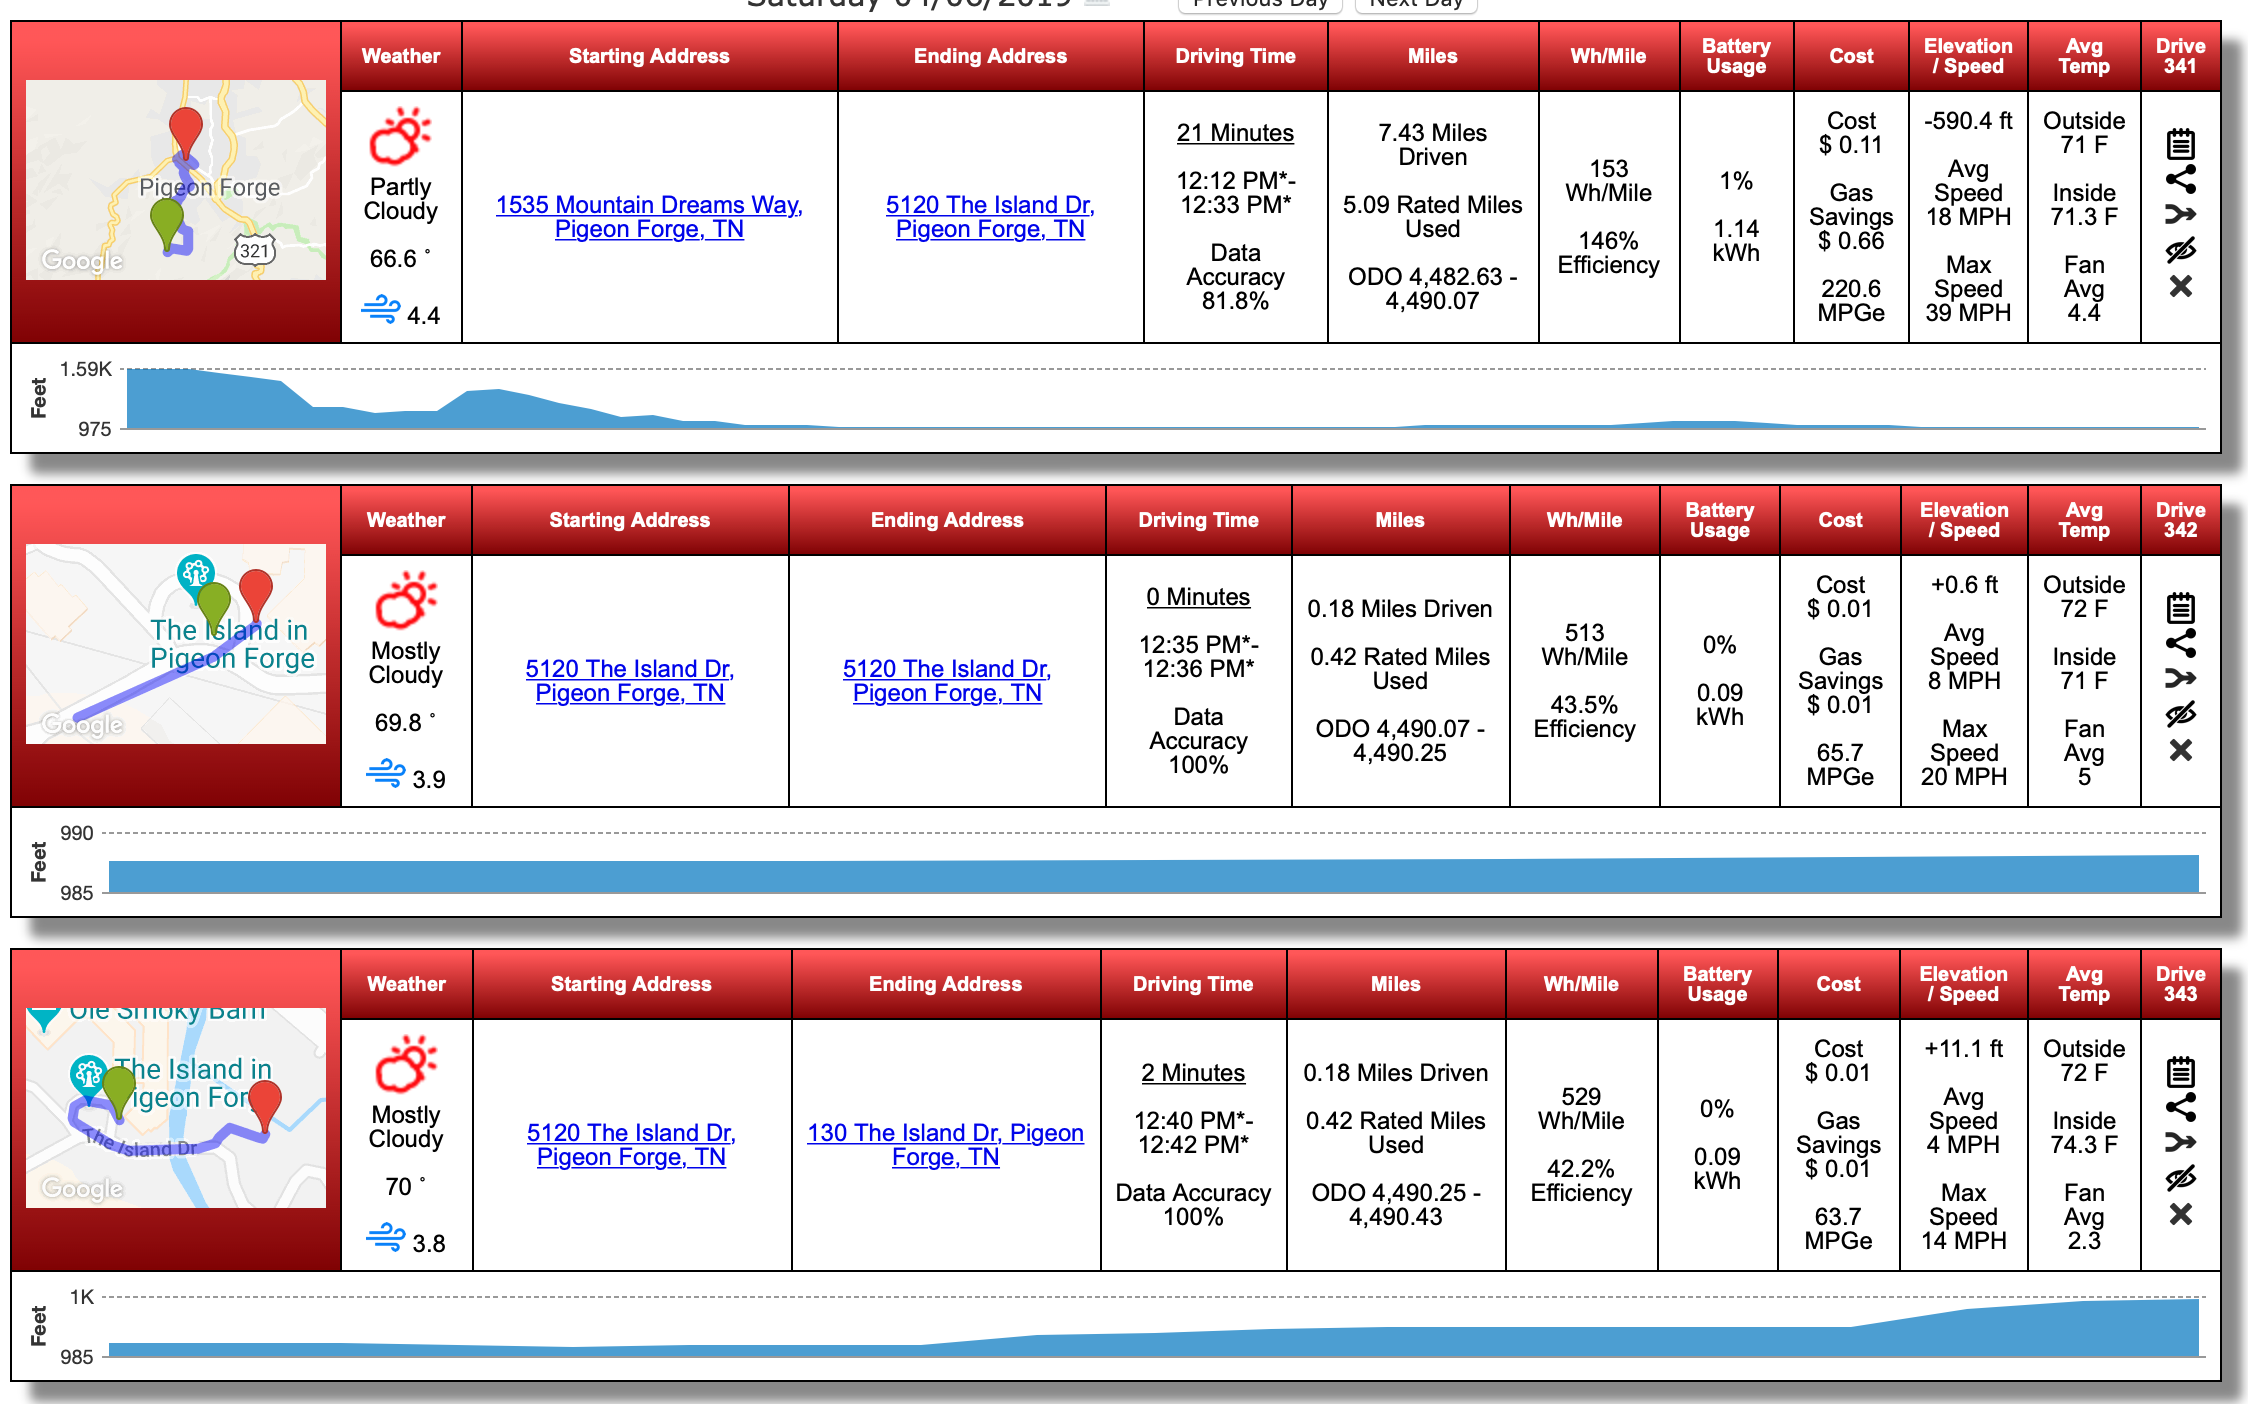 Saturday 04/06/2019
Previous Day
Next Day
Weather
Starting Address
Ending Address
Driving Time
Miles
Wh/Mile
Battery
Usage
Cost
Elevation
/ Speed
Avg
Temp
Drive
341
Pigeon Forge
321
Google
Partly
Cloudy
66.6 °
4.4
1535 Mountain Dreams Way,
Pigeon Forge, TN
5120 The Island Dr,
Pigeon Forge, TN
21 Minutes
12:12 PM*-
12:33 PM*
Data
Accuracy
81.8%
7.43 Miles
Driven
5.09 Rated Miles
Used
ODO 4,482.63 -
4,490.07
153
Wh/Mile
146%
Efficiency
1%
1.14
kWh
Cost
$ 0.11
Gas
Savings
$ 0.66
220.6
MPGe
-590.4 ft
Avg
Speed
18 MPH
Max
Speed
39 MPH
Outside
71 F
Inside
71.3 F
Fan
Avg
4.4
Feet
1.59K
975
Weather
Starting Address
Ending Address
Driving Time
Miles
Wh/Mile
Battery
Usage
Cost
Elevation
/ Speed
Avg
Temp
Drive
342
The Island in
Pigeon Forge
Google
Mostly
Cloudy
69.8 °
3.9
5120 The Island Dr,
Pigeon Forge, TN
5120 The Island Dr,
Pigeon Forge, TN
0 Minutes
12:35 PM*-
12:36 PM*
Data
Accuracy
100%
0.18 Miles Driven
0.42 Rated Miles
Used
ODO 4,490.07 -
4,490.25
513
Wh/Mile
43.5%
Efficiency
0%
0.09
kWh
Cost
$ 0.01
Gas
Savings
$ 0.01
65.7
MPGe
+0.6 ft
Avg
Speed
8 MPH
Max
Speed
20 MPH
Outside
72 F
Inside
71 F
Fan
Avg
5
Feet
990
985
Weather
Starting Address
Ending Address
Driving Time
Miles
Wh/Mile
Battery
Usage
Cost
Elevation
/ Speed
Avg
Temp
Drive
343
Ole Smoky Barn
The Island in
igeon Forg
The Island Dr
Google
Mostly
Cloudy
70 °
3.8
5120 The Island Dr,
Pigeon Forge, TN
130 The Island Dr, Pigeon
Forge, TN
2 Minutes
12:40 PM*-
12:42 PM*
Data Accuracy
100%
0.18 Miles Driven
0.42 Rated Miles
Used
ODO 4,490.25 -
4,490.43
529
Wh/Mile
42.2%
Efficiency
0%
0.09
kWh
Cost
$ 0.01
Gas
Savings
$ 0.01
63.7
MPGe
+11.1 ft
Avg
Speed
4 MPH
Max
Speed
14 MPH
Outside
72 F
Inside
74.3 F
Fan
Avg
2.3
Feet
1K
985